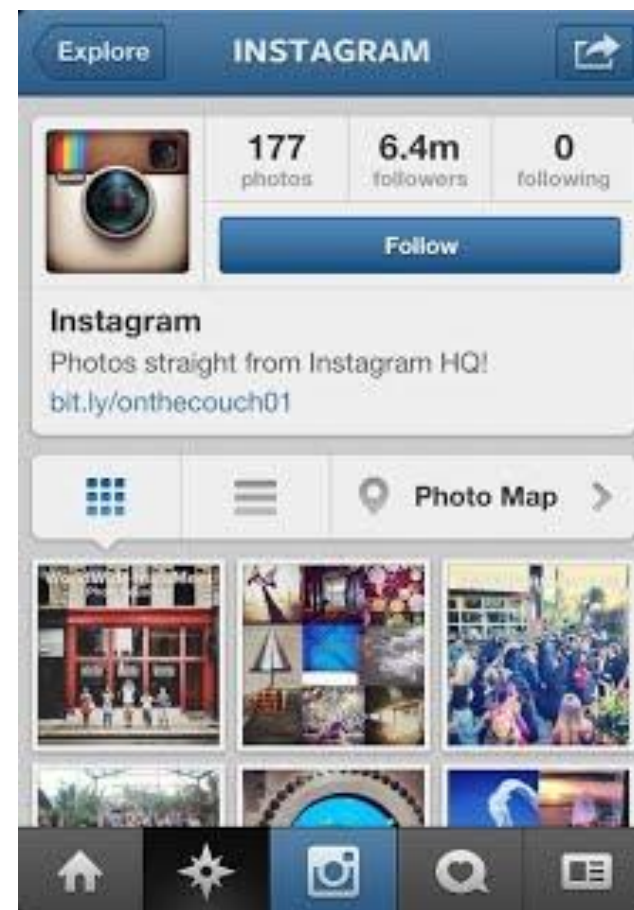 Explore INSTAGRAM
177 6.4m 0
photos followers following
Follow
Instagram
Photos straight from Instagram HQ!
bit.ly/onthecouch01
Photo Map